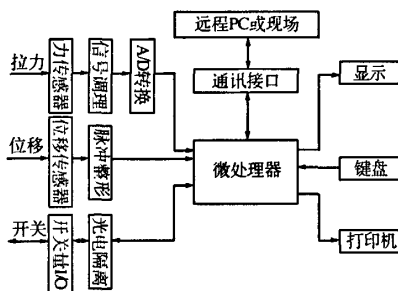 远程PC或现场
通讯接口
拉力
力传感器
信号调理
A/D转换
显示
位移
位移传感器
脉冲整形
微处理器
键盘
开关
开关量I/O
光电隔离
打印机